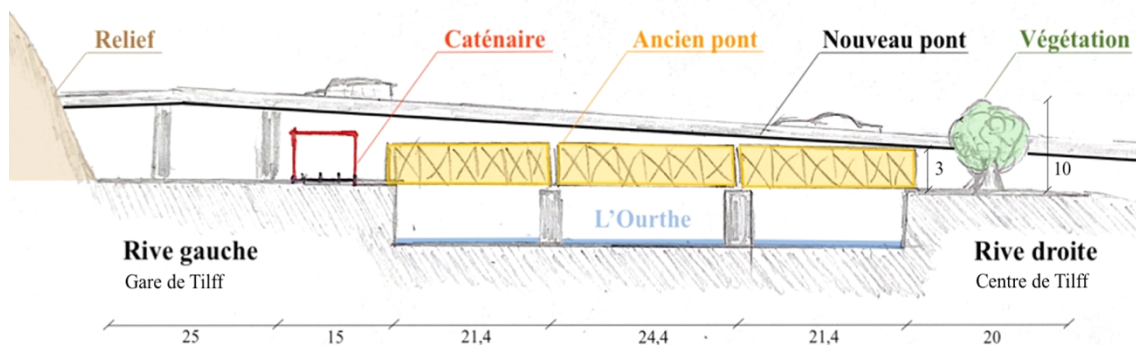 Relief
Caténaire
Ancien pont
Nouveau pont
Végétation
3
10
L'Ourthe
Rive gauche
Gare de Tilff
Rive droite
Centre de Tilff
25
15
21,4
24,4
21,4
20